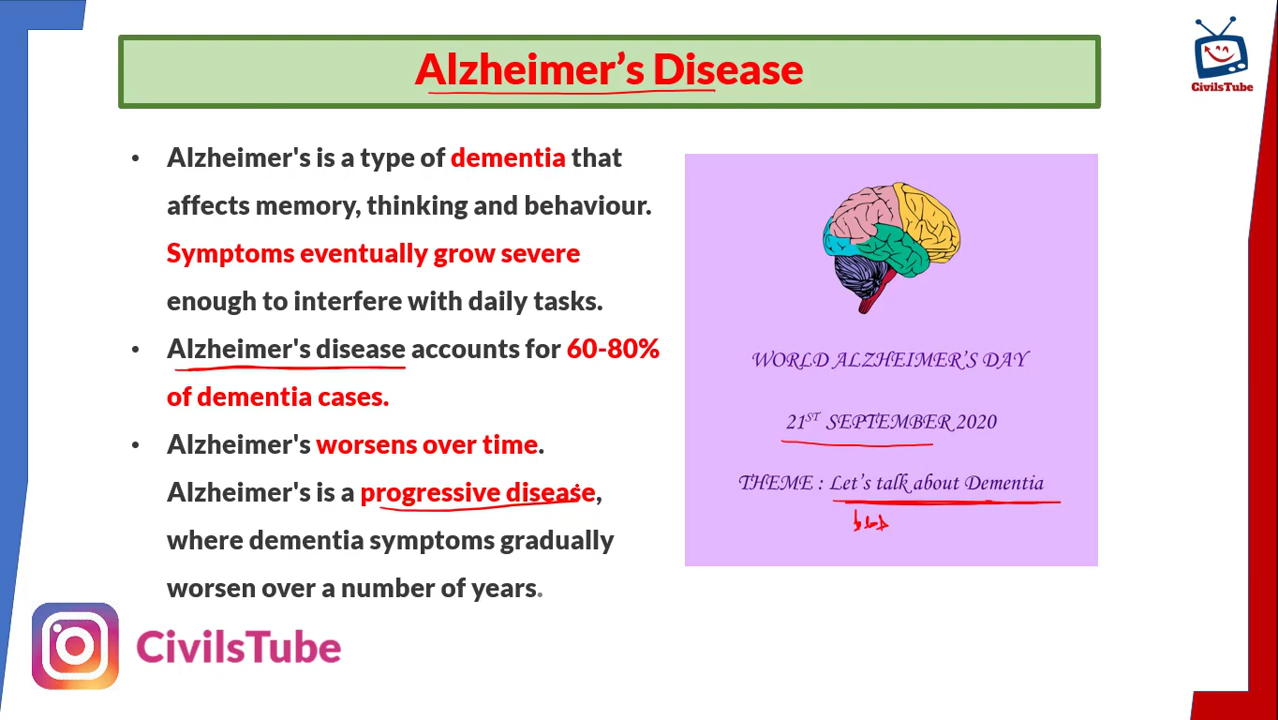 Alzheimer’s Disease
CivilsTube
• Alzheimer's is a type of dementia that
affects memory, thinking and behaviour.
Symptoms eventually grow severe
enough to interfere with daily tasks.
• Alzheimer's disease accounts for 60-80%
of dementia cases.
• Alzheimer's worsens over time.
Alzheimer's is a progressive disease,
where dementia symptoms gradually
worsen over a number of years.
WORLD ALZHEIMER’S DAY
21ST SEPTEMBER 2020
THEME : Let’s talk about Dementia
CivilsTube